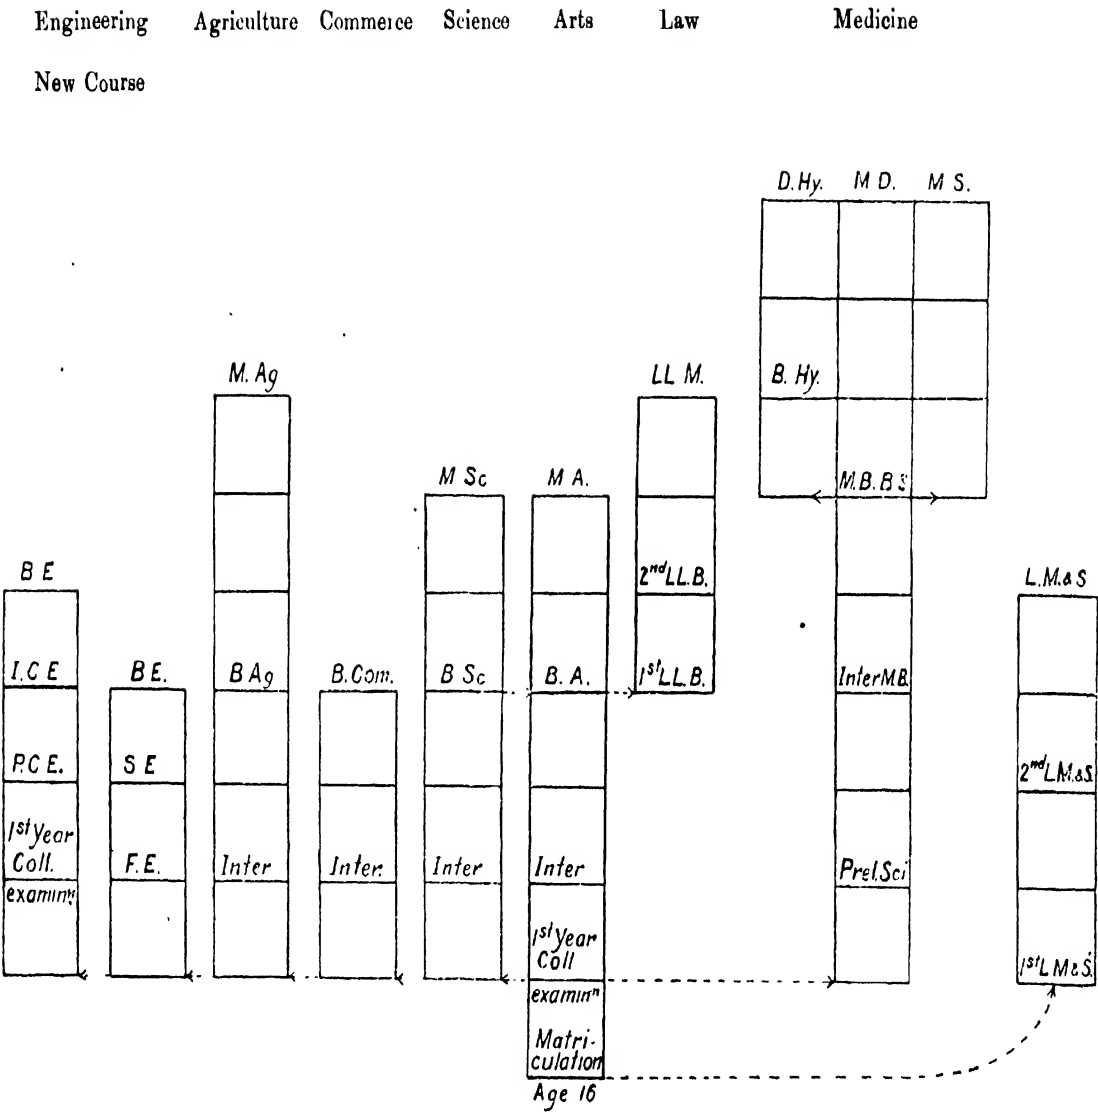 Engineering Agriculture Commerce Science Arts Law Medicine
New Course
D. Hy. M D. M S.
M. Ag LL M. B. Hy.
M Sc M A. M.B. B S
B E 2nd LL.B. L.M.&S
I.C E B E. B Ag B. Com. B Sc B. A. 1st LL.B. Inter M.B.
P.C E. S E 2nd L M.&S.
1st Year
Coll. F. E. Inter Inter. Inter Inter Prel. Sci
examinn.
1st Year
Coll 1st L M & S.
examinn
Matri-
culation
Age 16